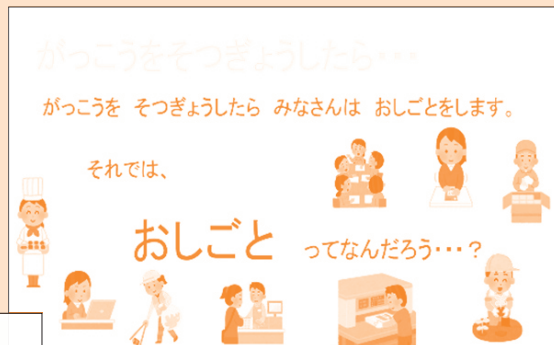 がっこうをそつぎょうしたら･･･
がっこうを　そつぎょうしたら　みなさんは　おしごとをします。
それでは、
おしごと　ってなんだろう･･･？